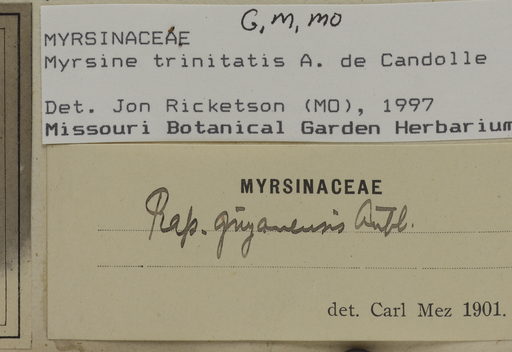 G, M, MO
MYRSINACEAE
Myrsine trinitatis A. de Candolle
Det. Jon Ricketson (MO), 1997
Missouri Botanical Garden Herbarium
MYRSINACEAE
Rap. guyanensis Aubl.
det. Carl Mez 1901.